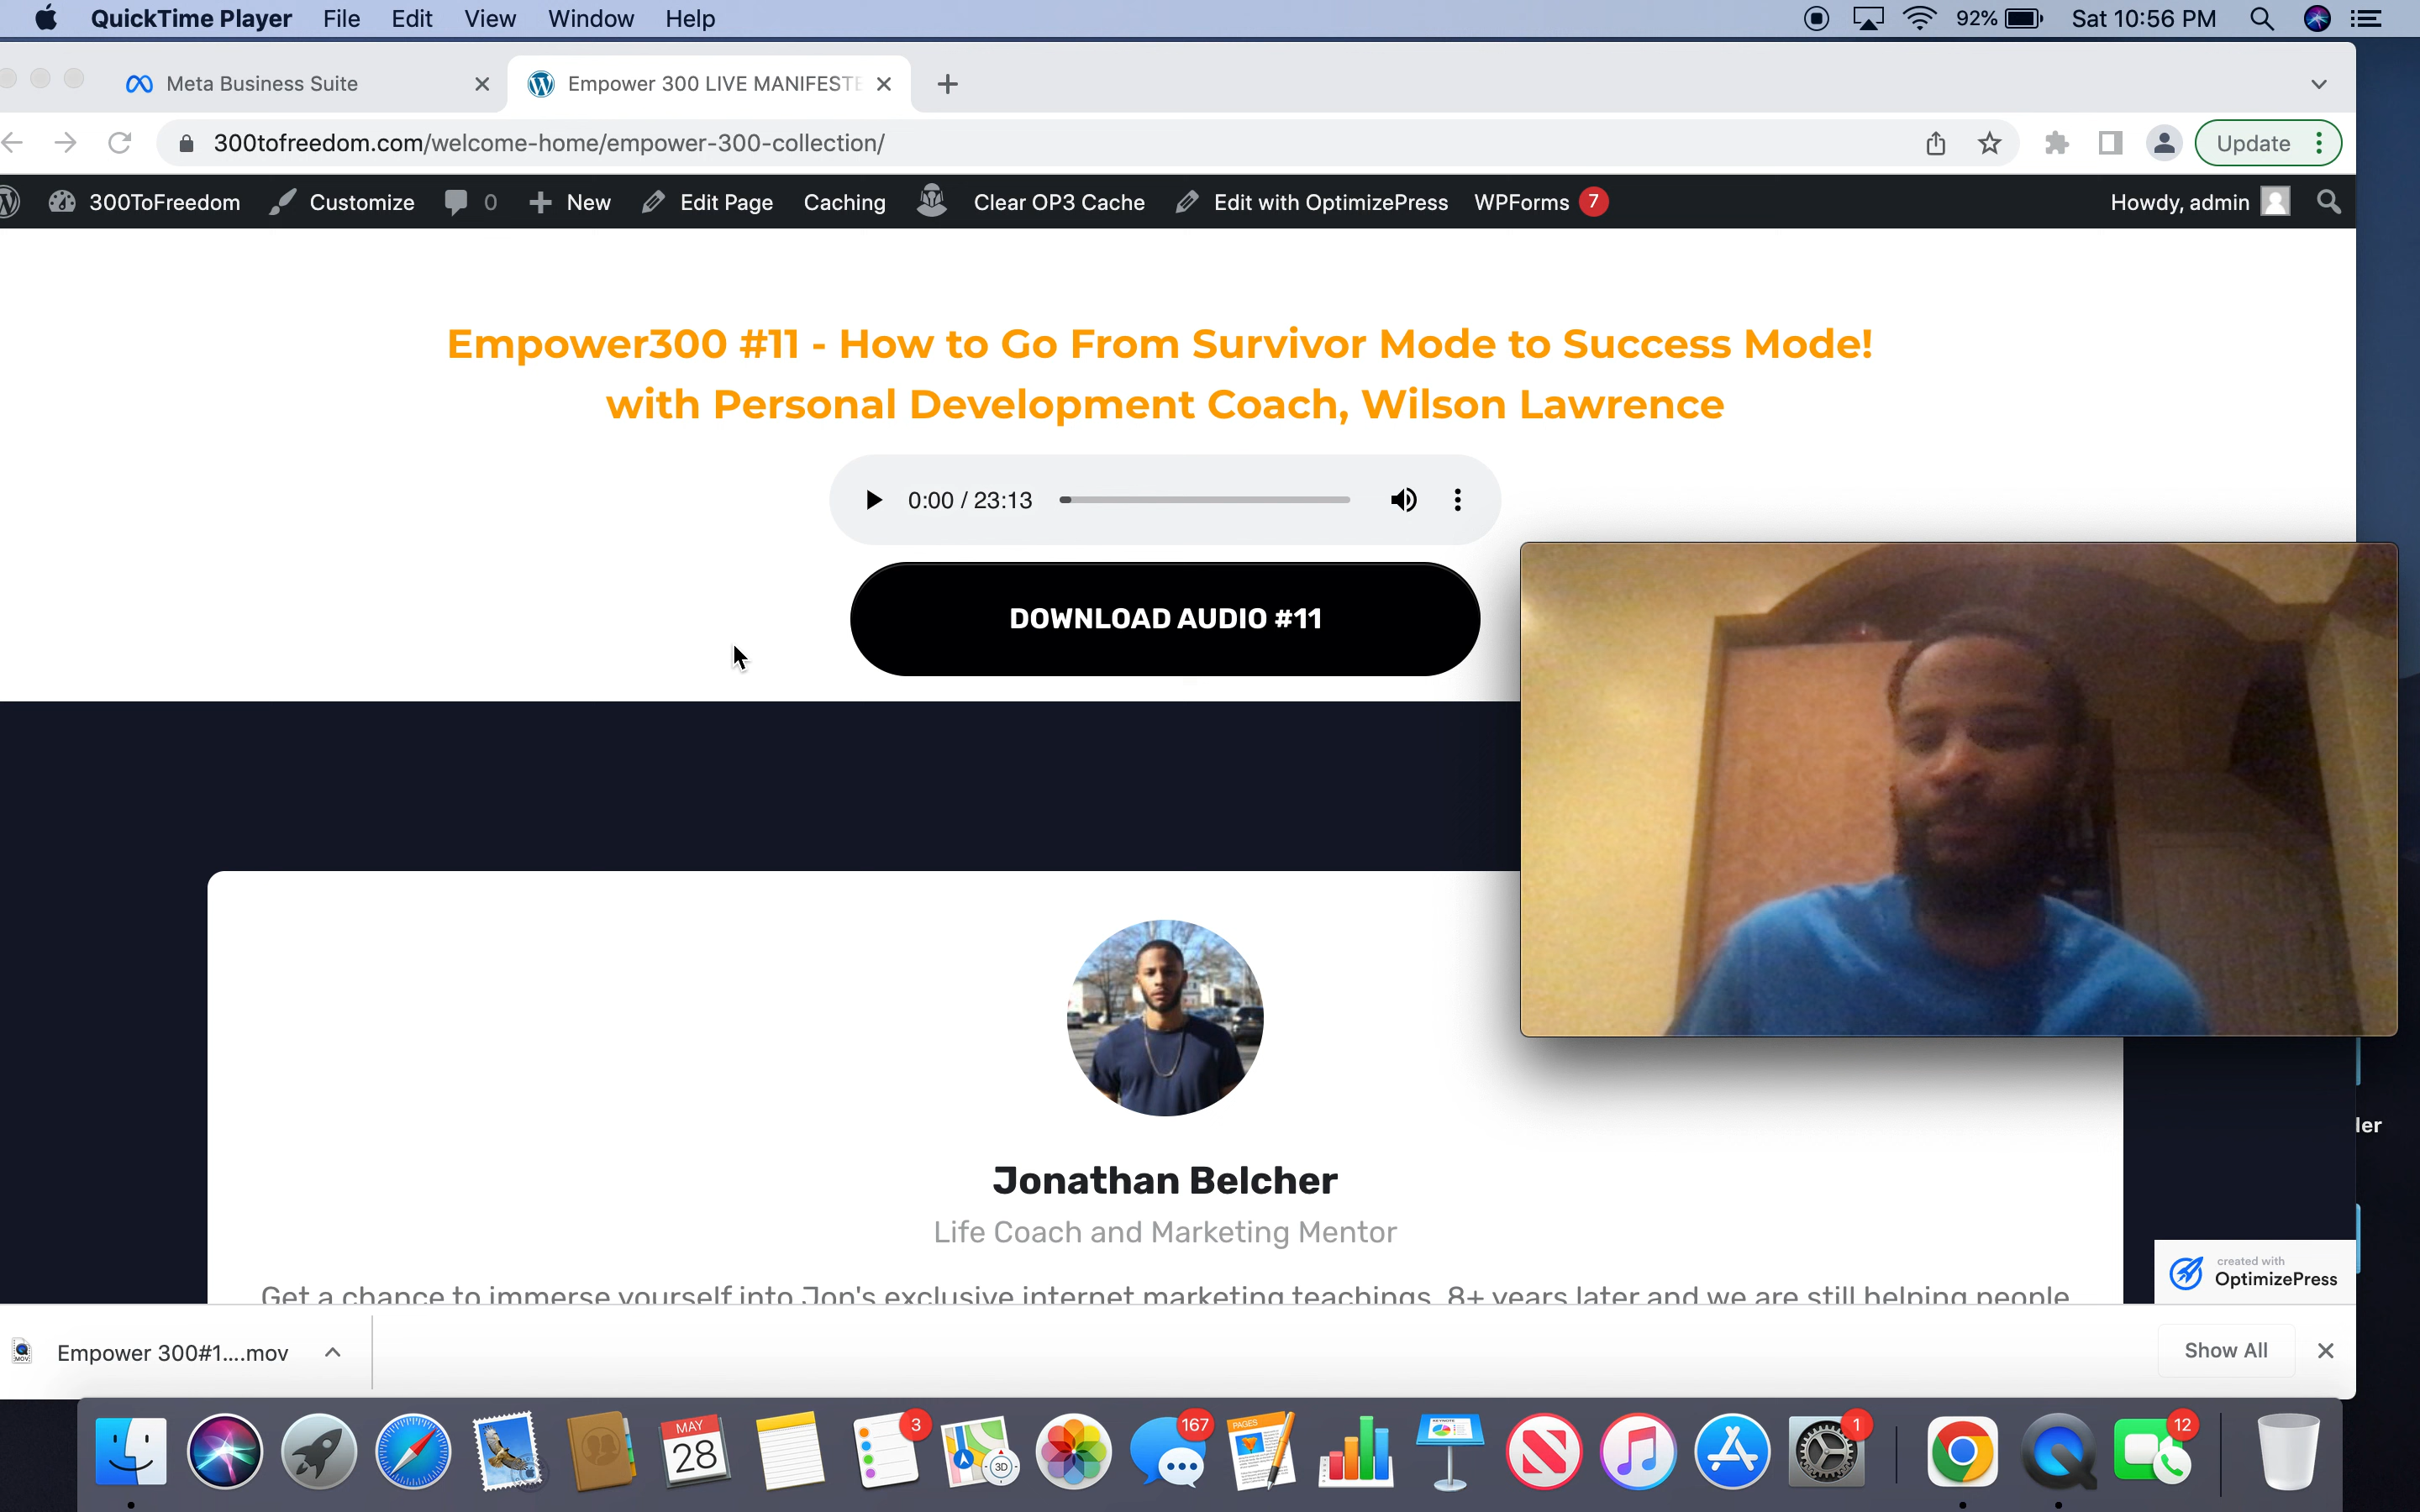 QuickTime Player File Edit View Window Help 92% Sat 10:56 PM
Meta Business Suite Empower 300 LIVE MANIFESTE
300tofreedom.com/welcome-home/empower-300-collection/ Update
300ToFreedom Customize 0 New Edit Page Caching Clear OP3 Cache Edit with OptimizePress WPForms 7 Howdy, admin
Empower300 #11 - How to Go From Survivor Mode to Success Mode!
with Personal Development Coach, Wilson Lawrence
0:00 / 23:13
DOWNLOAD AUDIO #11
Jonathan Belcher
ler
Life Coach and Marketing Mentor
created with
OptimizePress
Get a chance to immerse yourself into Jon's exclusive internet marketing teachings. 8+ years later and we are still helping people
Empower 300#1....mov Show All
MOV
MAY
28
3
3D
167
PAGES
1
12